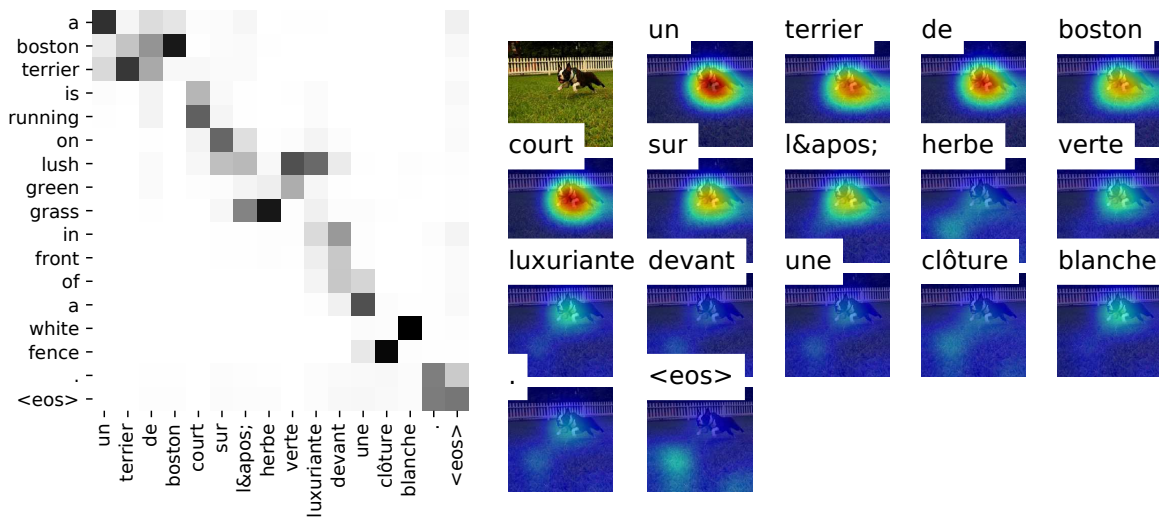 a
boston
terrier
is
running
on
lush
green
grass
in
front
of
a
white
fence
.
<eos>
un
terrier
de
boston
court
sur
l&apos;
herbe
verte
luxuriante
devant
une
clôture
blanche
.
<eos>
un terrier de boston
court sur l&apos; herbe verte
luxuriante devant une clôture blanche
. <eos>